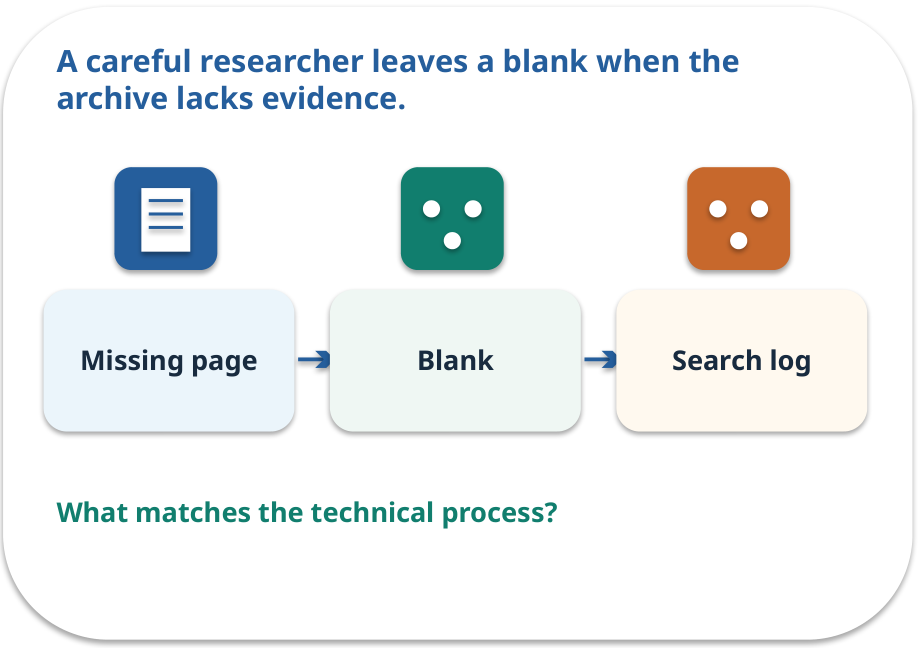 A careful researcher leaves a blank when the
archive lacks evidence.
Missing page
Blank
Search log
What matches the technical process?